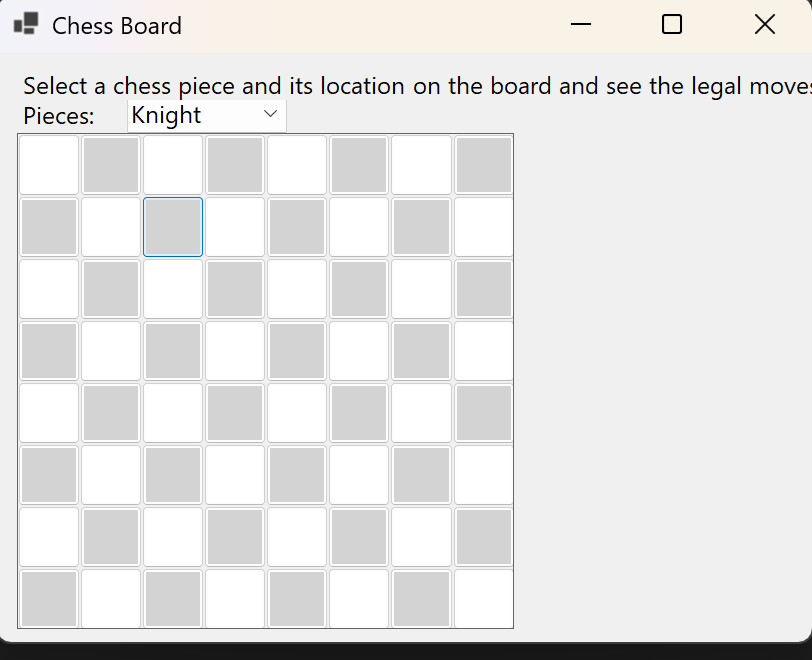 Chess Board
Select a chess piece and its location on the board and see the legal moves
Pieces: Knight